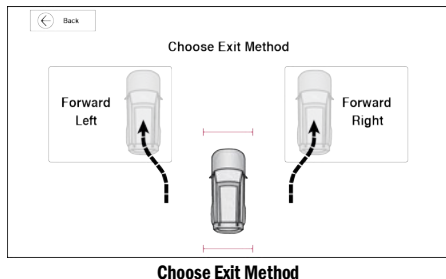 Back
Choose Exit Method
Forward
Left
Forward
Right
Choose Exit Method